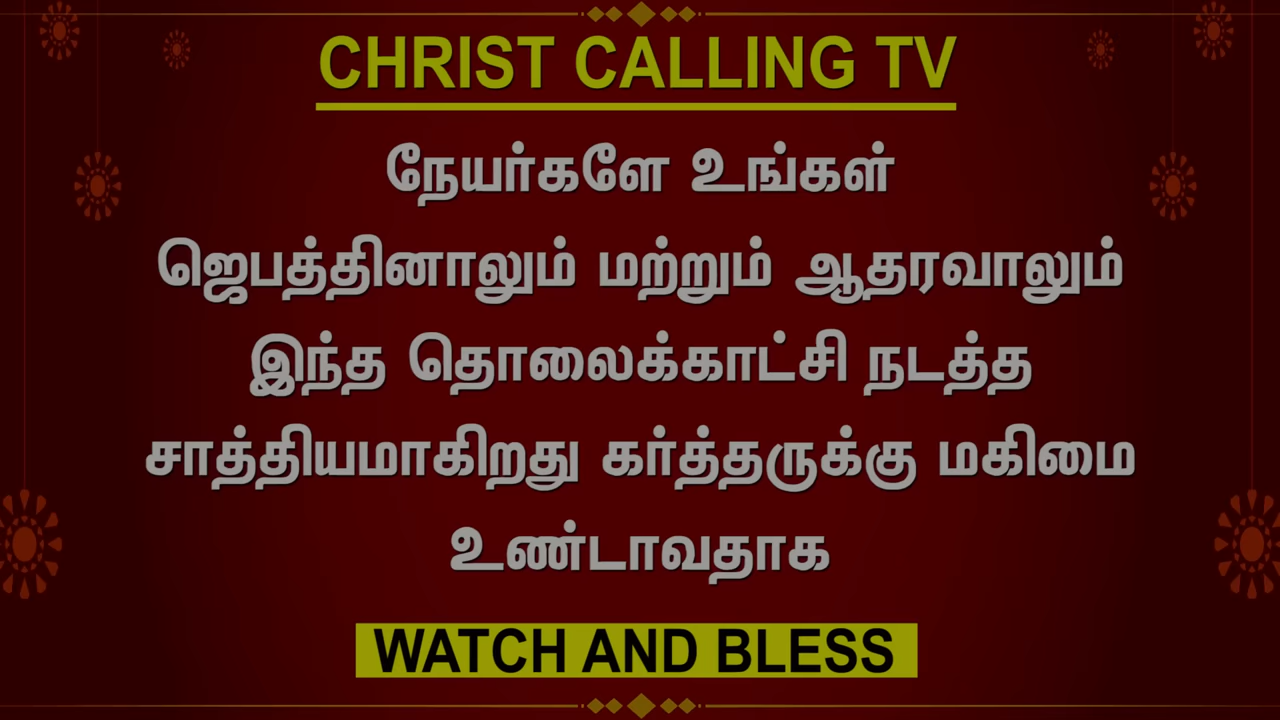 CHRIST CALLING TV
நேயர்களே உங்கள்
ஜெபத்தினாலும் மற்றும் ஆதரவாலும்
இந்த தொலைக்காட்சி நடத்த
சாத்தியமாகிறது கர்த்தருக்கு மகிமை
உண்டாவதாக
WATCH AND BLESS